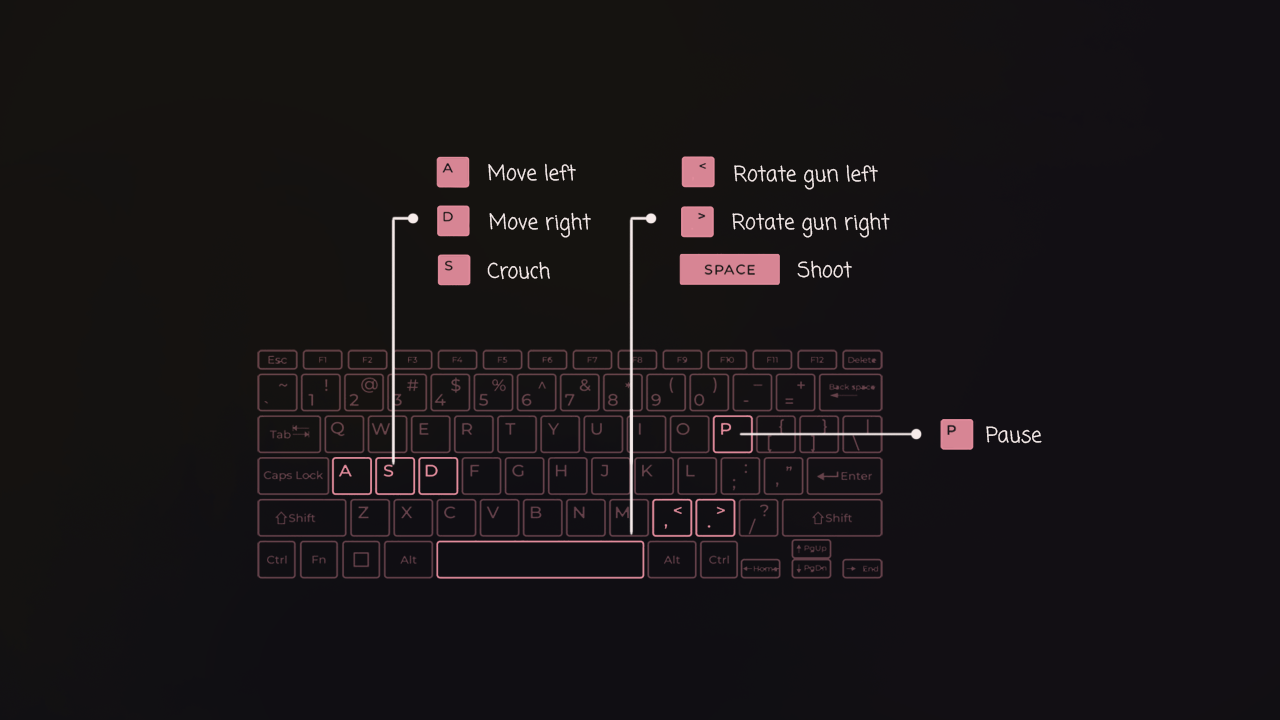 A Move left
D Move right
S Crouch
< Rotate gun left
> Rotate gun right
SPACE Shoot
Esc F1 F2 F3 F4 F5 F6 F7 F8 F9 F10 F11 F12 Delete
` ~ 1 ! 2 @ 3 # 4 $ 5 % 6 ^ 7 & 8 * 9 ( 0 ) - _ = + Back space
Tab Q W E R T Y U I O P [ { ] } \ |
P Pause
Caps Lock A S D F G H J K L ; : , " Enter
Shift Z X C V B N M , < . > / ? Shift
Ctrl Fn Alt Alt Ctrl Home PgUp PgDn End